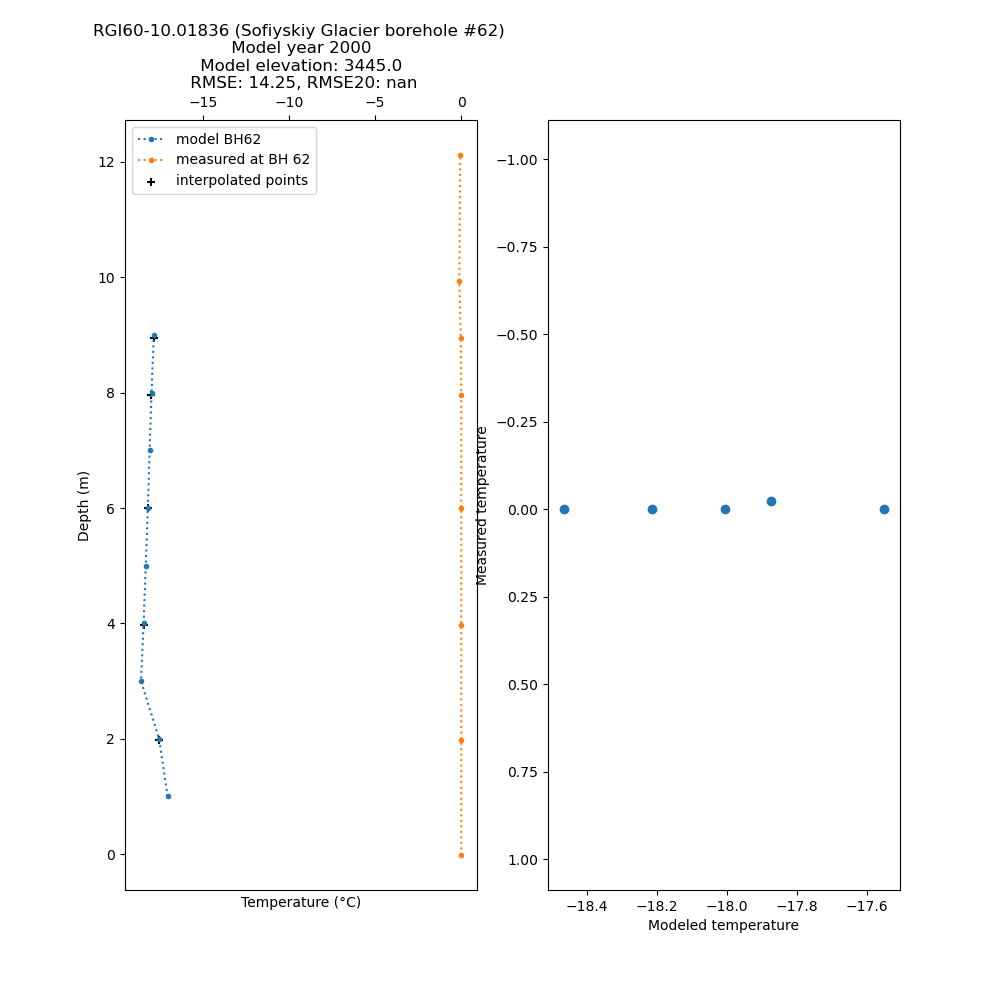 RGI60-10.01836 (Sofiyskiy Glacier borehole #62)
Model year 2000
Model elevation: 3445.0
RMSE: 14.25, RMSE20: nan
−15 −10 −5 0
model BH62
measured at BH 62
interpolated points
12
10
8
6
4
2
0
Depth (m)
Temperature (°C)
−1.00
−0.75
−0.50
−0.25
0.00
0.25
0.50
0.75
1.00
Measured temperature
−18.4 −18.2 −18.0 −17.8 −17.6
Modeled temperature